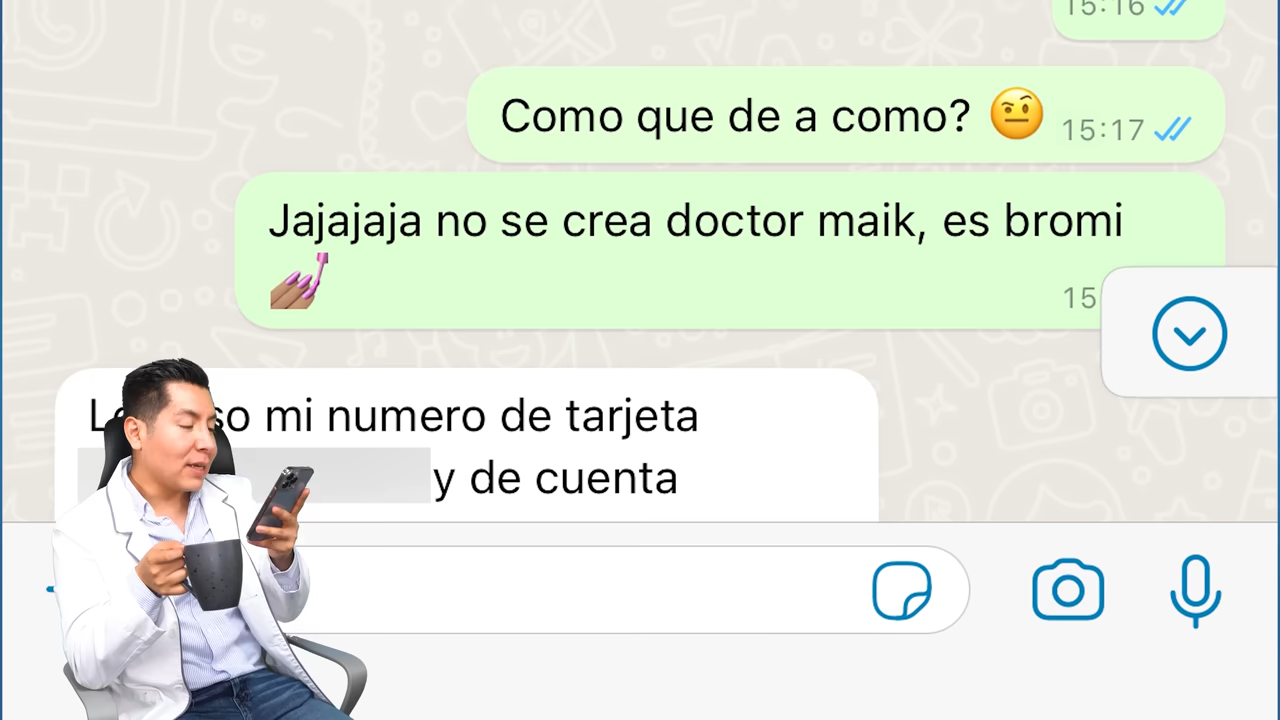 15:16
Como que de a como? 🤨 15:17
Jajajaja no se crea doctor maik, es bromi
💅🏽 15
mi numero de tarjeta
y de cuenta